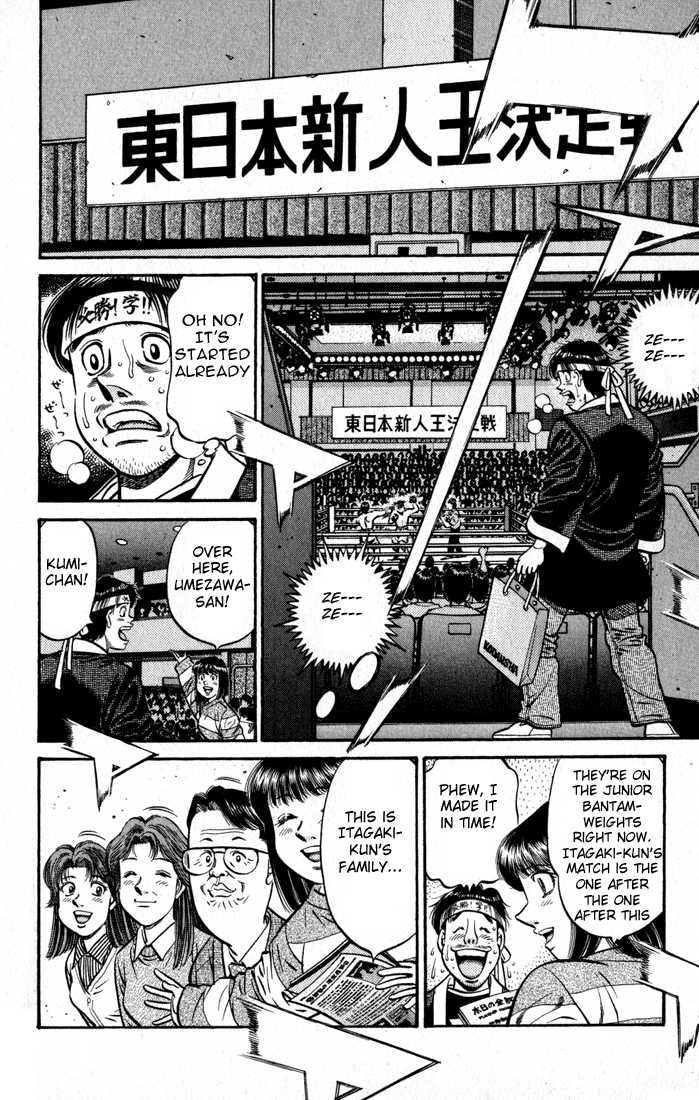 東日本新人王決定戦
必勝!学!!
OH NO!
IT'S
STARTED
ALREADY
ZE---
ZE---
東日本新人王決定戦
ZE---
ZE---
KODANSHA
KUMI-
CHAN!
OVER
HERE,
UMEZAWA-
SAN!
THEY'RE ON
THE JUNIOR
BANTAM-
WEIGHTS
RIGHT NOW.
ITAGAKI-KUN'S
MATCH IS THE
ONE AFTER
THE ONE
AFTER THIS
PHEW, I
MADE IT
IN TIME!
THIS IS
ITAGAKI-
KUN'S
FAMILY...